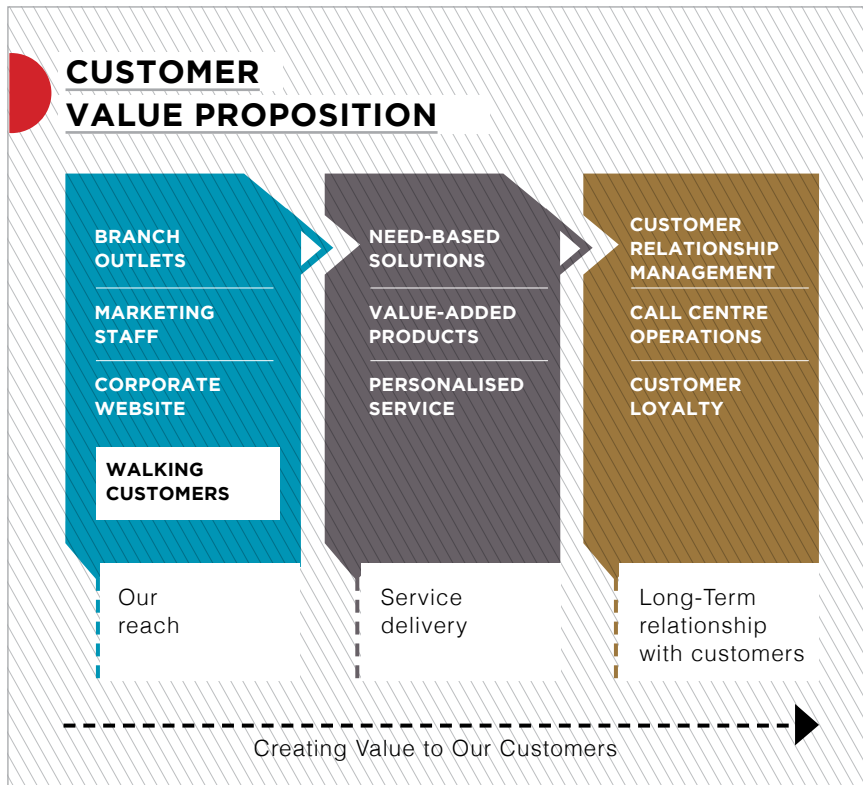 CUSTOMER
VALUE PROPOSITION
BRANCH
OUTLETS
MARKETING
STAFF
CORPORATE
WEBSITE
WALKING
CUSTOMERS
Our
reach
NEED-BASED
SOLUTIONS
VALUE-ADDED
PRODUCTS
PERSONALISED
SERVICE
Service
delivery
CUSTOMER
RELATIONSHIP
MANAGEMENT
CALL CENTRE
OPERATIONS
CUSTOMER
LOYALTY
Long-Term
relationship
with customers
Creating Value to Our Customers